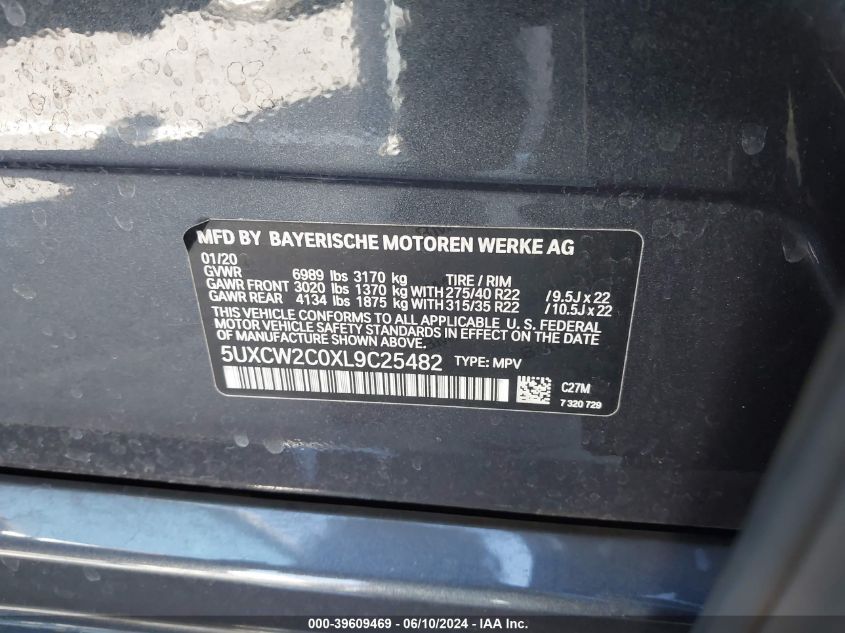 MFD BY BAYERISCHE MOTOREN WERKE AG
01/20
GVWR 6989 lbs 3170 kg TIRE / RIM
GAWR FRONT 3020 lbs 1370 kg WITH 275/40 R22 / 9.5J x 22
GAWR REAR 4134 lbs 1875 kg WITH 315/35 R22 / 10.5J x 22
THIS VEHICLE CONFORMS TO ALL APPLICABLE U. S. FEDERAL
MOTOR VEHICLE SAFETY STANDARDS IN EFFECT ON THE
DATE OF MANUFACTURE SHOWN ABOVE.
5UXCW2C0XL9C25482 TYPE: MPV
C27M
7 320 729
000-39609469 - 06/10/2024 - IAA Inc.